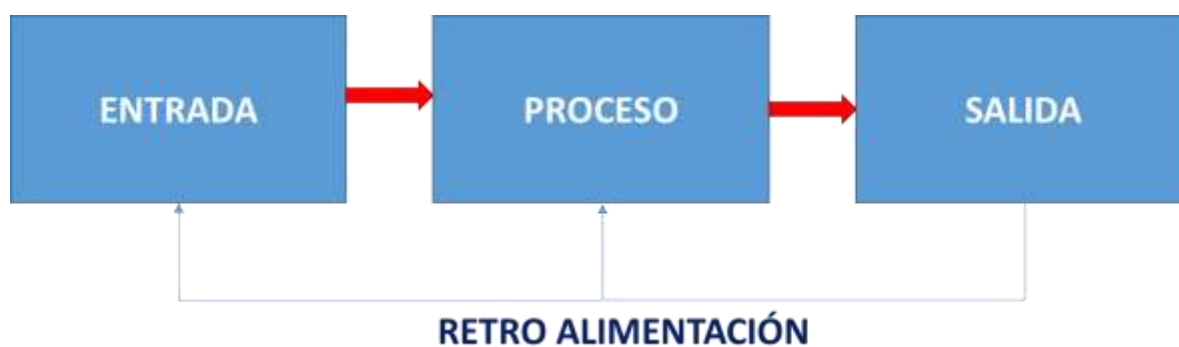 ENTRADA
PROCESO
SALIDA
RETRO ALIMENTACIÓN